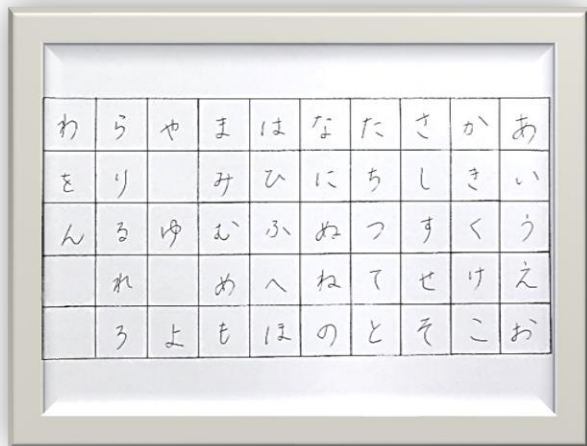 あいうえお
かきくけこ
さしすせそ
たちつてと
なにぬねの
はひふへほ
まみむめも
やゆよ
らりるれろ
わをん